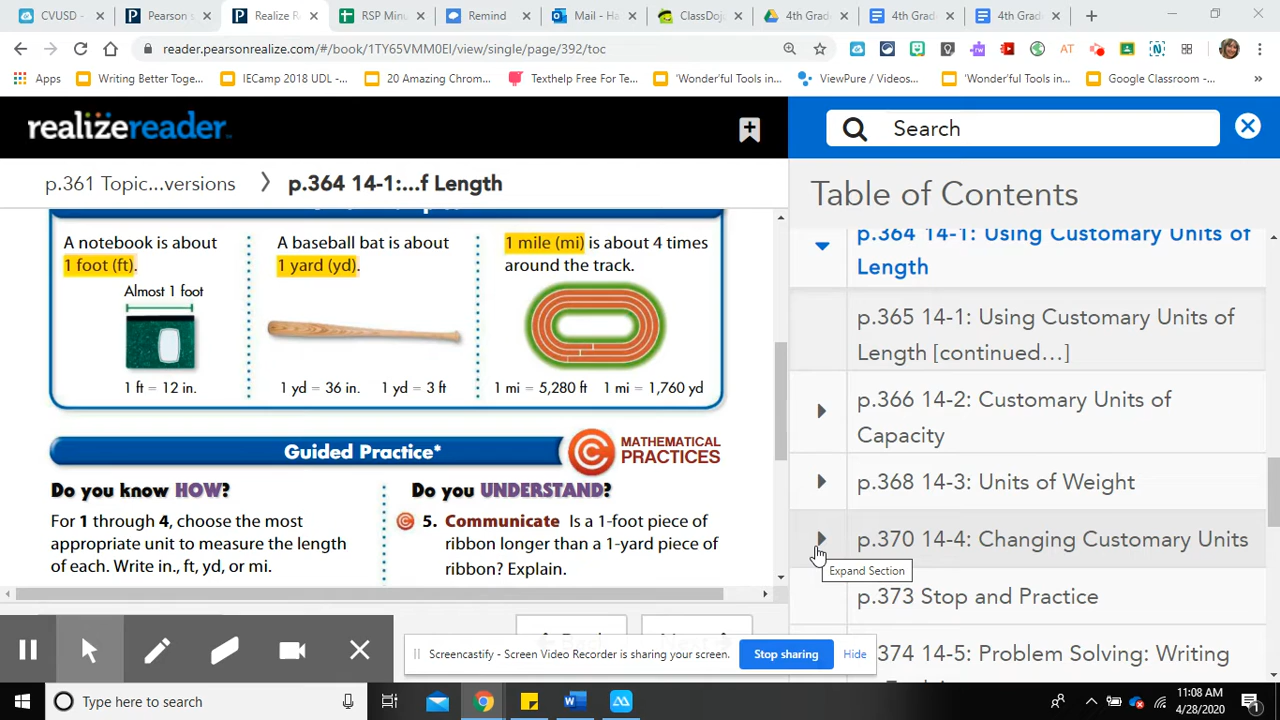 CVUSE
Pearson s
Realize R
RSP Minu
Remind
Mail - Ha
ClassDojo
4th Grad
4th Grad
4th Grad
reader.pearsonrealize.com/#/book/1TY65VMM0EI/view/single/page/392/toc
Apps
Writing Better Toge...
IECamp 2018 UDL -...
20 Amazing Chrom...
Texthelp Free For Te...
'Wonderful Tools in...
ViewPure / Videos...
'Wonderful Tools in...
Google Classroom -...
realizereader
p.361 Topic...versions
p.364 14-1:...f Length
A notebook is about
1 foot (ft).
Almost 1 foot
1 ft = 12 in.
A baseball bat is about
1 yard (yd).
1 yd = 36 in. 1 yd = 3 ft
1 mile (mi) is about 4 times
around the track.
1 mi = 5,280 ft 1 mi = 1,760 yd
Guided Practice*
MATHEMATICAL
PRACTICES
Do you know HOW?
For 1 through 4, choose the most
appropriate unit to measure the length
of each. Write in., ft, yd, or mi.
Do you UNDERSTAND?
5. Communicate Is a 1-foot piece of
ribbon longer than a 1-yard piece of
ribbon? Explain.
Search
Table of Contents
p.364 14-1: Using Customary Units of
Length
p.365 14-1: Using Customary Units of
Length [continued...]
p.366 14-2: Customary Units of
Capacity
p.368 14-3: Units of Weight
p.370 14-4: Changing Customary Units
Expand Section
p.373 Stop and Practice
374 14-5: Problem Solving: Writing
Screencastify - Screen Video Recorder is sharing your screen.
Stop sharing
Hide
Type here to search
11:08 AM
4/28/2020